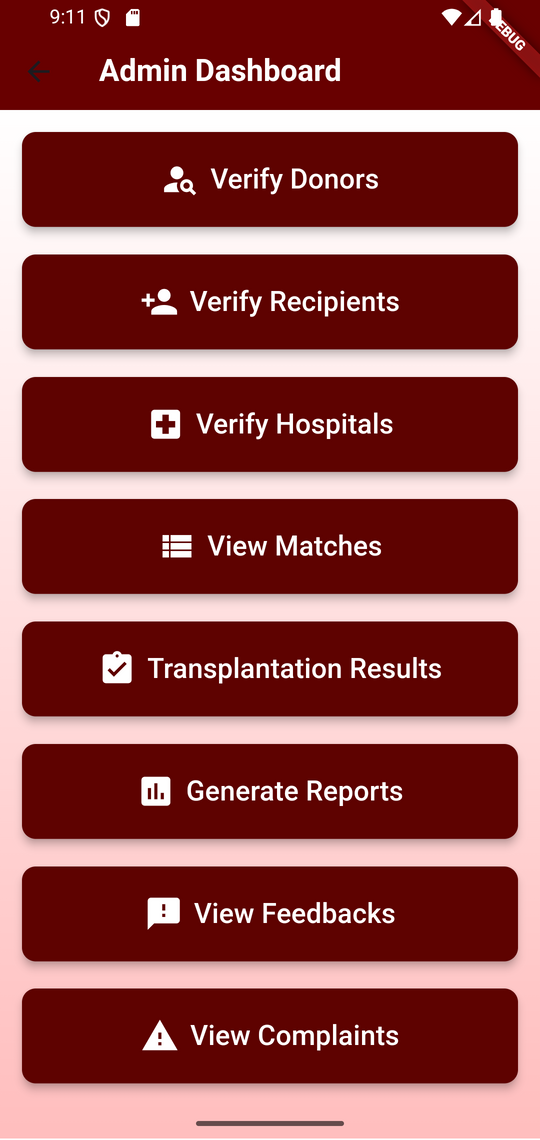 9:11
DEBUG
Admin Dashboard
Verify Donors
Verify Recipients
Verify Hospitals
View Matches
Transplantation Results
Generate Reports
View Feedbacks
View Complaints